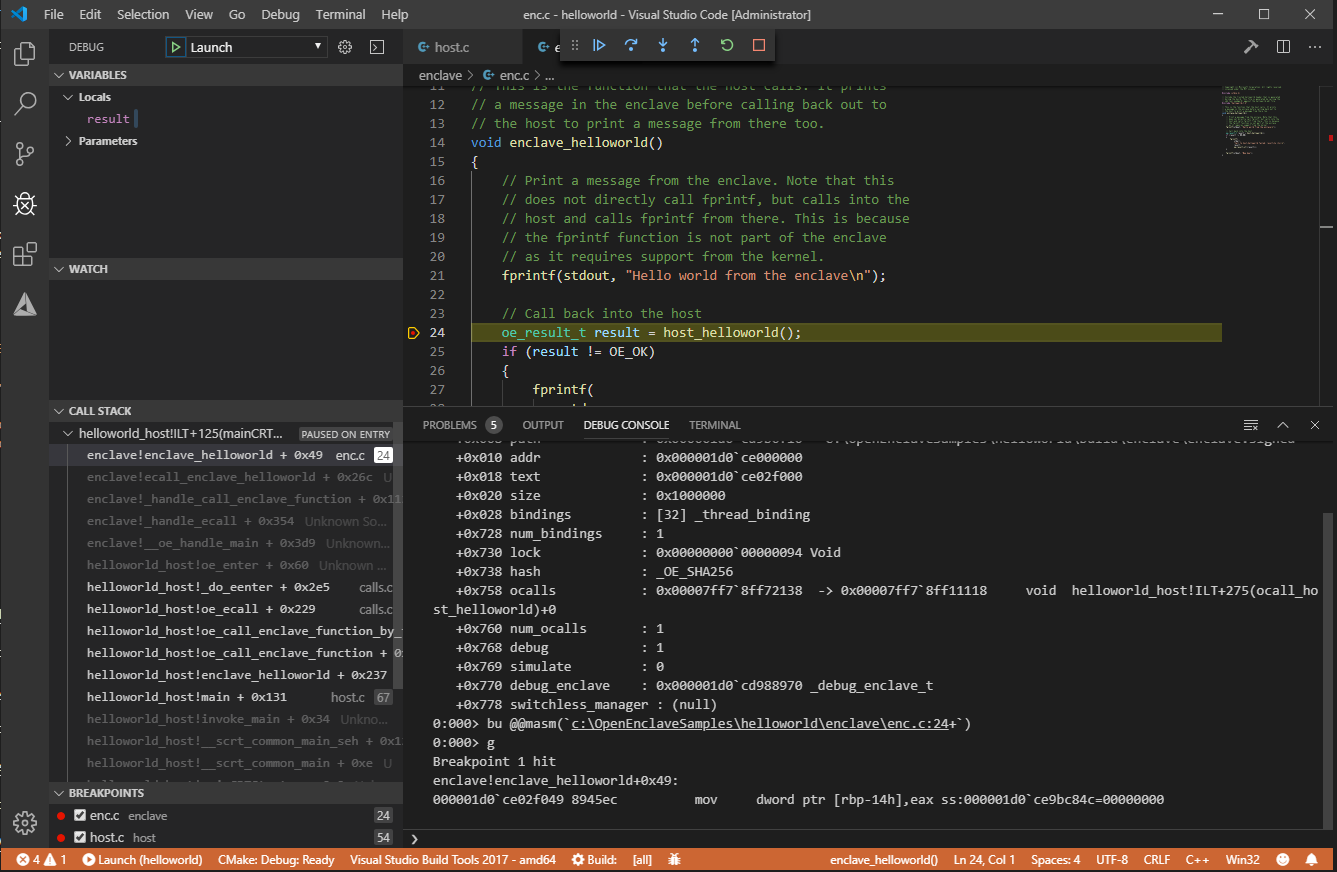 File Edit Selection View Go Debug Terminal Help
enc.c - helloworld - Visual Studio Code [Administrator]
DEBUG
Launch
host.c
VARIABLES
Locals
result
Parameters
WATCH
CALL STACK
helloworld_host!ILT+125(mainCRT... PAUSED ON ENTRY
enclave!enclave_helloworld + 0x49 enc.c 24
enclave!ecall_enclave_helloworld + 0x26c U
enclave!_handle_call_enclave_function + 0x11
enclave!_handle_ecall + 0x354 Unknown So...
enclave!__oe_handle_main + 0x3d9 Unknown...
helloworld_host!oe_enter + 0x60 Unknown ...
helloworld_host!_do_eenter + 0x2e5 calls.c
helloworld_host!oe_ecall + 0x229 calls.c
helloworld_host!oe_call_enclave_function_by_
helloworld_host!oe_call_enclave_function + 0
helloworld_host!enclave_helloworld + 0x237
helloworld_host!main + 0x131 host.c 67
helloworld_host!invoke_main + 0x34 Unkno...
helloworld_host!__scrt_common_main_seh + 0x1
helloworld_host!__scrt_common_main + 0xe U
BREAKPOINTS
enc.c enclave 24
host.c host 54
enclave > enc.c > ...
11 // This is the function that the host calls. It prints
12 // a message in the enclave before calling back out to
13 // the host to print a message from there too.
14 void enclave_helloworld()
15 {
16 // Print a message from the enclave. Note that this
17 // does not directly call fprintf, but calls into the
18 // host and calls fprintf from there. This is because
19 // the fprintf function is not part of the enclave
20 // as it requires support from the kernel.
21 fprintf(stdout, "Hello world from the enclave\n");
22
23 // Call back into the host
24 oe_result_t result = host_helloworld();
25 if (result != OE_OK)
26 {
27 fprintf(
PROBLEMS 5 OUTPUT DEBUG CONSOLE TERMINAL
+0x010 addr : 0x000001d0`ce000000
+0x018 text : 0x000001d0`ce02f000
+0x020 size : 0x1000000
+0x028 bindings : [32] _thread_binding
+0x728 num_bindings : 1
+0x730 lock : 0x00000000`00000094 Void
+0x738 hash : _OE_SHA256
+0x758 ocalls : 0x00007ff7`8ff72138 -> 0x00007ff7`8ff11118 void helloworld_host!ILT+275(ocall_ho
st_helloworld)+0
+0x760 num_ocalls : 1
+0x768 debug : 1
+0x769 simulate : 0
+0x770 debug_enclave : 0x000001d0`cd988970 _debug_enclave_t
+0x778 switchless_manager : (null)
0:000> bu @@masm(`c:\OpenEnclaveSamples\helloworld\enclave\enc.c:24+`)
0:000> g
Breakpoint 1 hit
enclave!enclave_helloworld+0x49:
000001d0`ce02f049 8945ec mov dword ptr [rbp-14h],eax ss:000001d0`ce9bc84c=00000000
4 1 Launch (helloworld) CMake: Debug: Ready Visual Studio Build Tools 2017 - amd64 Build: [all] enclave_helloworld() Ln 24, Col 1 Spaces: 4 UTF-8 CRLF C++ Win32